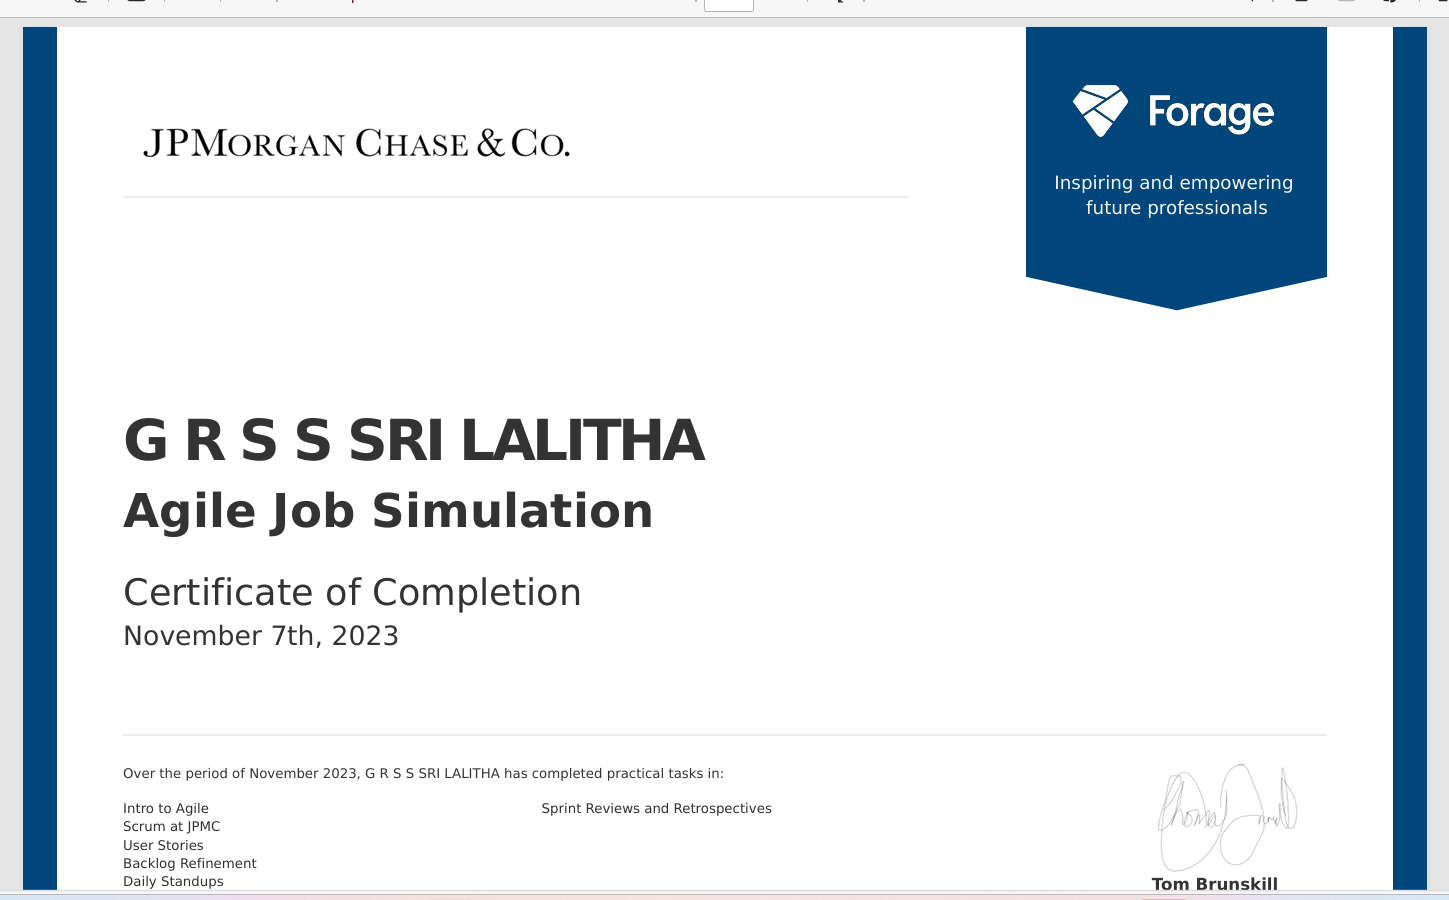 JPMORGAN CHASE & CO.
Forage
Inspiring and empowering
future professionals
G R S S SRI LALITHA
Agile Job Simulation
Certificate of Completion
November 7th, 2023
Over the period of November 2023, G R S S SRI LALITHA has completed practical tasks in:
Intro to Agile
Scrum at JPMC
User Stories
Backlog Refinement
Daily Standups
Sprint Reviews and Retrospectives
Tom Brunskill